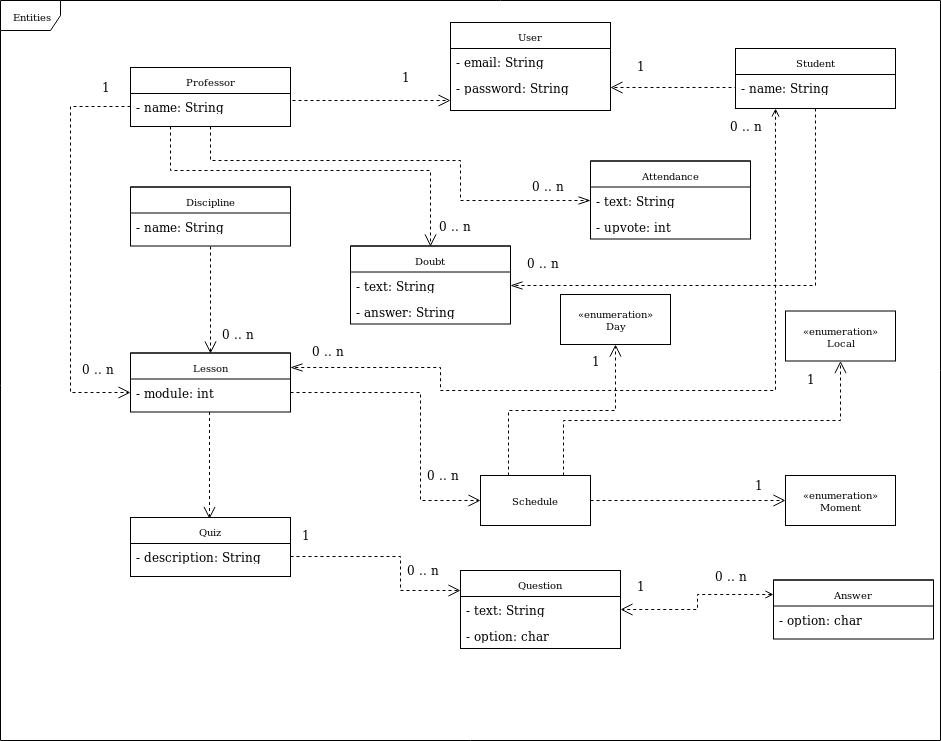 Entities
User
- email: String
- password: String
1
1
1
Professor
- name: String
Student
- name: String
0 .. n
Attendance
- text: String
- upvote: int
0 .. n
Discipline
- name: String
0 .. n
Doubt
- text: String
- answer: String
0 .. n
«enumeration»
Day
«enumeration»
Local
0 .. n
0 .. n
1
1
0 .. n
Lesson
- module: int
0 .. n
Schedule
1
«enumeration»
Moment
Quiz
- description: String
1
0 .. n
Question
- text: String
- option: char
1
0 .. n
Answer
- option: char